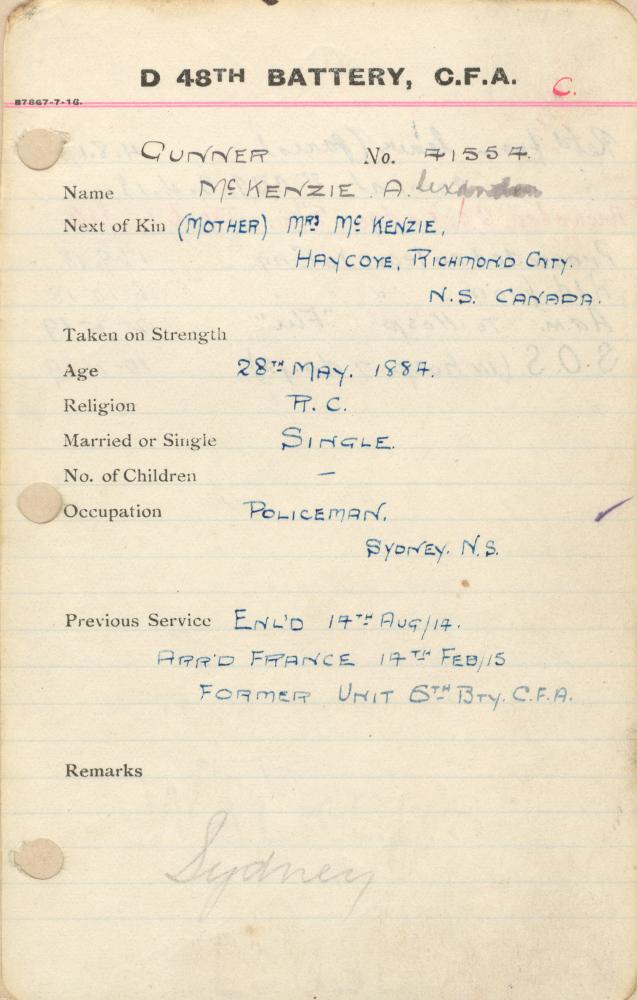 D 48TH BATTERY, C.F.A.
C.
87867-7-16.
GUNNER No. 41554.
Name McKENZIE. Alexander
Next of Kin (MOTHER) MRS McKENZIE,
HAYCOVE, RICHMOND CNTY.
N.S. CANADA.
Taken on Strength
Age 28TH MAY. 1884.
Religion R.C.
Married or Single SINGLE.
No. of Children —
Occupation POLICEMAN.
SYDNEY. N.S.
Previous Service ENL'D 14TH AUG/14.
ARR'D FRANCE 14TH FEB/15
FORMER UNIT 6TH BTY. C.F.A.
Remarks
Sydney